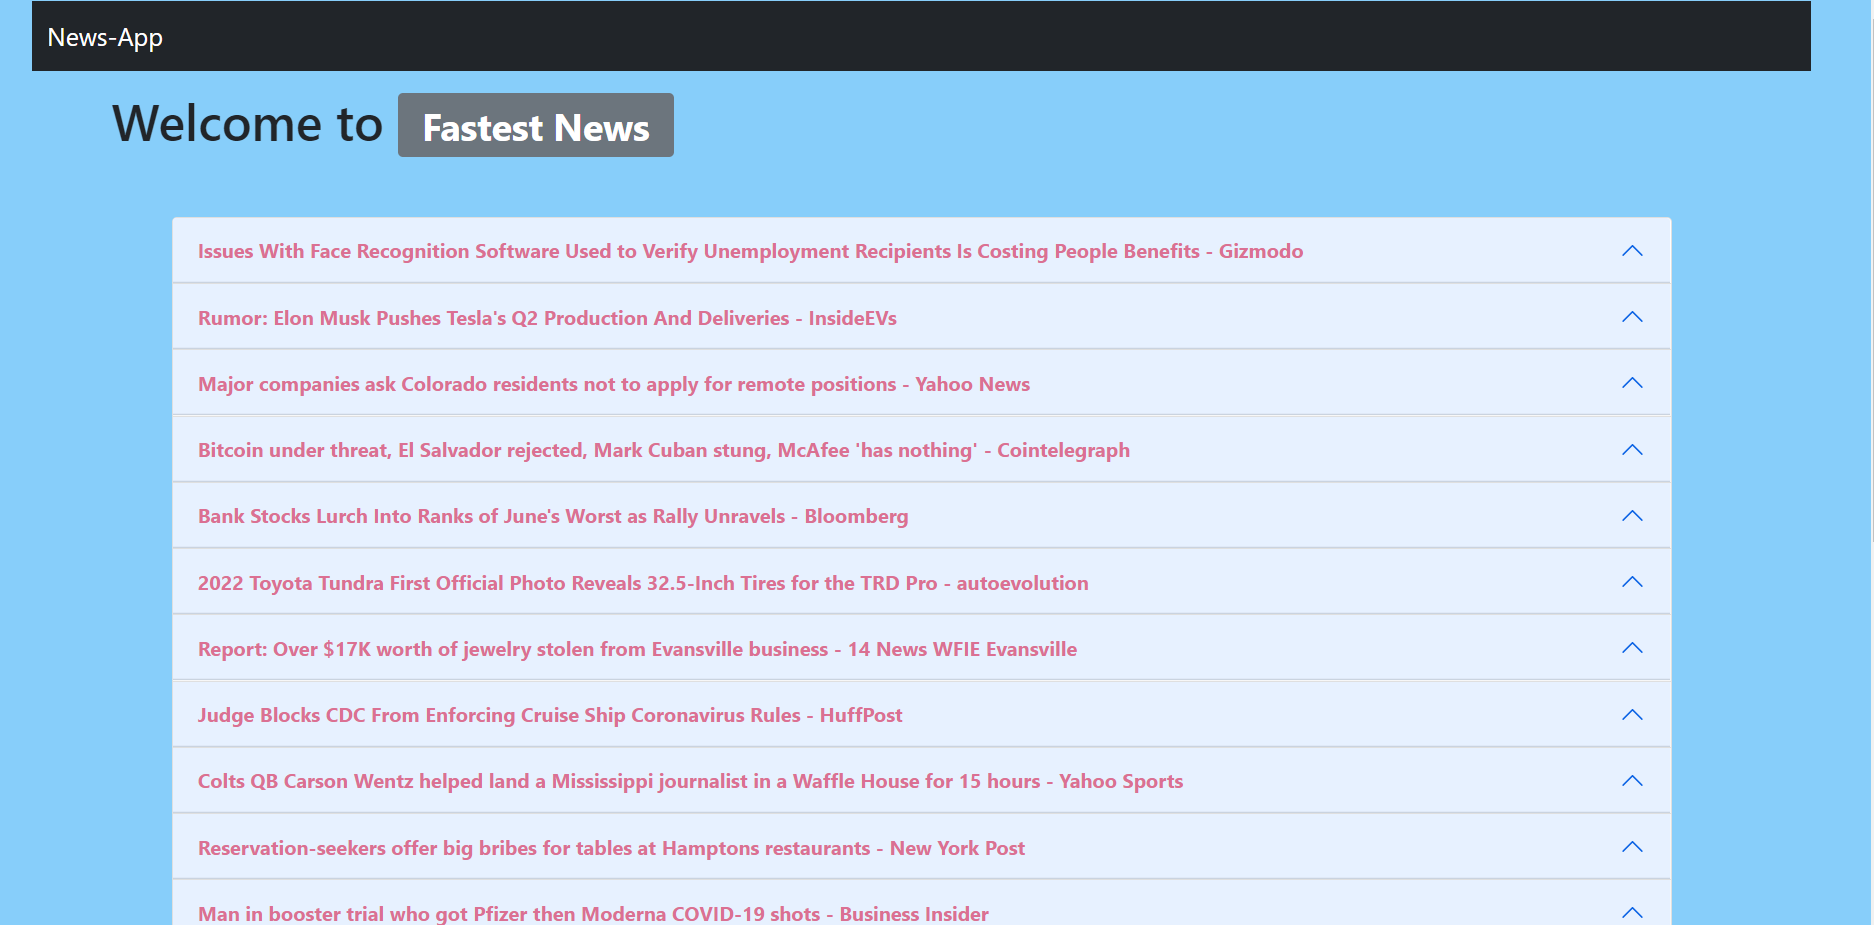 News-App
Welcome to Fastest News
Issues With Face Recognition Software Used to Verify Unemployment Recipients Is Costing People Benefits - Gizmodo
Rumor: Elon Musk Pushes Tesla's Q2 Production And Deliveries - InsideEVs
Major companies ask Colorado residents not to apply for remote positions - Yahoo News
Bitcoin under threat, El Salvador rejected, Mark Cuban stung, McAfee 'has nothing' - Cointelegraph
Bank Stocks Lurch Into Ranks of June's Worst as Rally Unravels - Bloomberg
2022 Toyota Tundra First Official Photo Reveals 32.5-Inch Tires for the TRD Pro - autoevolution
Report: Over $17K worth of jewelry stolen from Evansville business - 14 News WFIE Evansville
Judge Blocks CDC From Enforcing Cruise Ship Coronavirus Rules - HuffPost
Colts QB Carson Wentz helped land a Mississippi journalist in a Waffle House for 15 hours - Yahoo Sports
Reservation-seekers offer big bribes for tables at Hamptons restaurants - New York Post
Man in booster trial who got Pfizer then Moderna COVID-19 shots - Business Insider